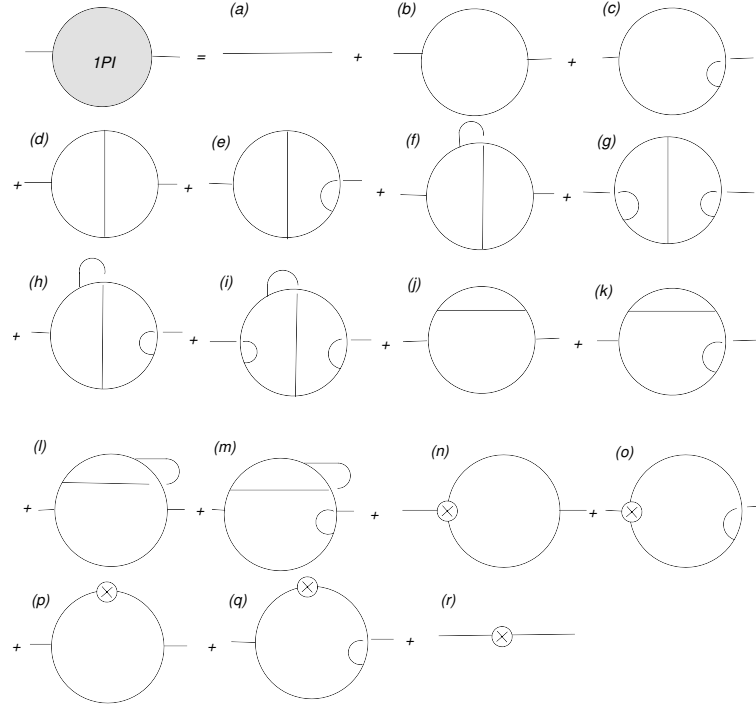 (a) (b) (c)
1PI = + +
(d) (e) (f) (g)
+ + + +
(h) (i) (j) (k)
+ + + +
(l) (m) (n) (o)
+ + + +
(p) (q) (r)
+ + +